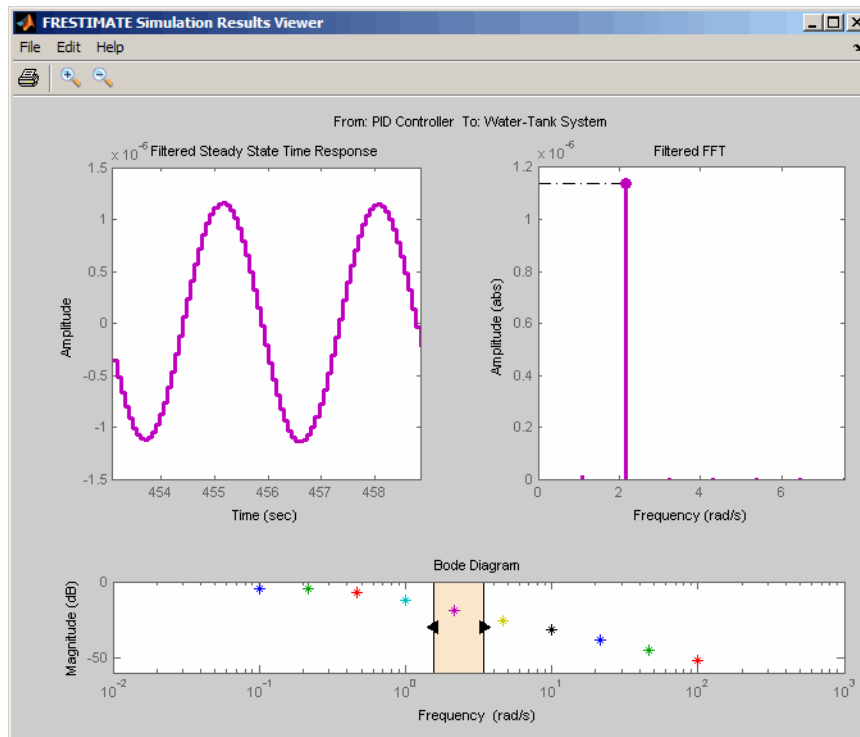 FRESTIMATE Simulation Results Viewer
File Edit Help
From: PID Controller To: Water-Tank System
x 10^-6
Filtered Steady State Time Response
1.5
1
0.5
0
-0.5
-1
-1.5
Amplitude
454 455 456 457 458
Time (sec)
x 10^-6
Filtered FFT
1.2
1
0.8
0.6
0.4
0.2
0
Amplitude (abs)
0 2 4 6
Frequency (rad/s)
Bode Diagram
0
-50
Magnitude (dB)
10^-2 10^-1 10^0 10^1 10^2 10^3
Frequency (rad/s)